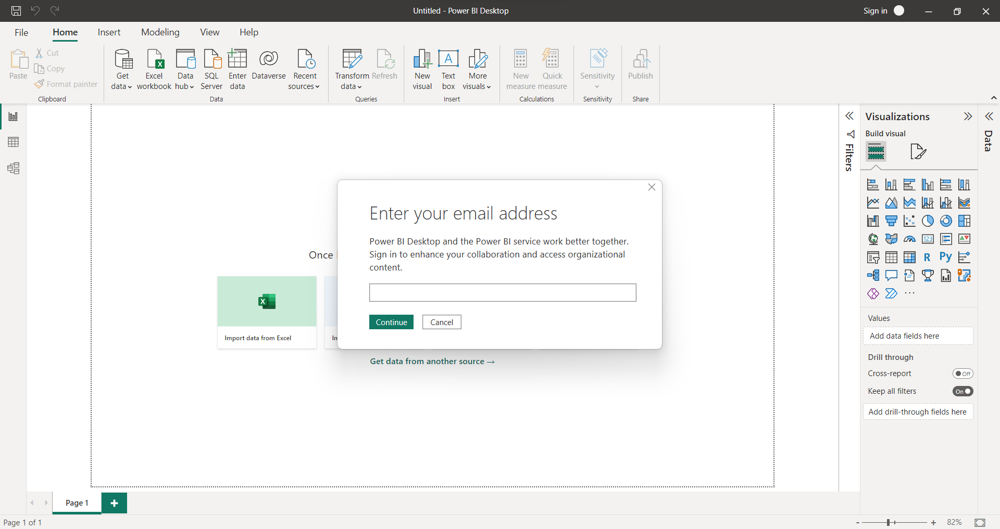 Untitled - Power BI Desktop
Sign in
File
Home
Insert
Modeling
View
Help
Paste
Cut
Copy
Format painter
Clipboard
Get data
Excel workbook
Data hub
SQL Server
Enter data
Dataverse
Recent sources
Data
Transform data
Refresh
Queries
New visual
Text box
More visuals
Insert
New measure
Quick measure
Calculations
Sensitivity
Sensitivity
Publish
Share
Once
Import data from Excel
Get data from another source →
Enter your email address
Power BI Desktop and the Power BI service work better together.
Sign in to enhance your collaboration and access organizational
content.
Continue
Cancel
Filters
Visualizations
Build visual
123
R
Py
Values
Add data fields here
Drill through
Cross-report
Off
Keep all filters
On
Add drill-through fields here
Data
Page 1
Page 1 of 1
82%